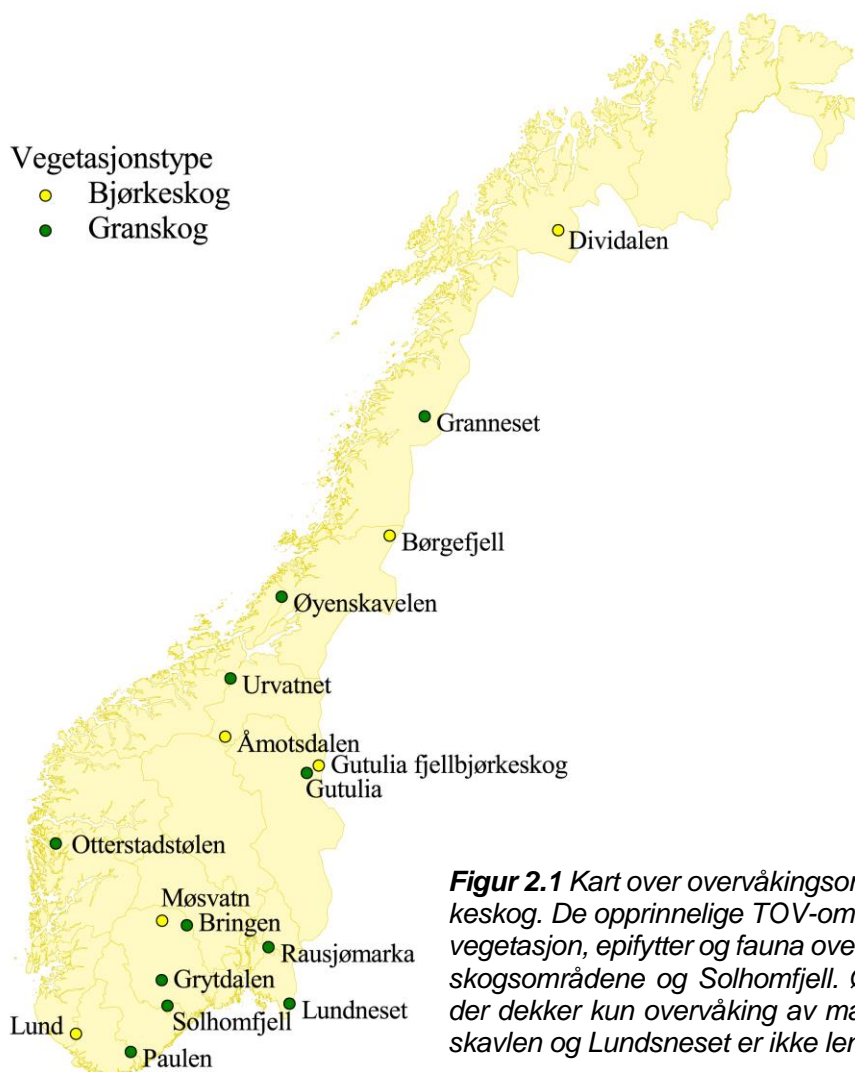 Vegetasjonstype
Bjørkeskog
Granskog
Dividalen
Granneset
Børgefjell
Øyenskavelen
Urvatnet
Åmotsdalen
Gutulia fjellbjørkeskog
Gutulia
Otterstadstølen
Møsvatn
Bringen
Rausjømarka
Grytdalen
Solhomfjell
Lundneset
Lund
Paulen
Figur 2.1 Kart over overvåkingsom
keskog. De opprinnelige TOV-om
vegetasjon, epifytter og fauna ove
skogsområdene og Solhomfjell.
der dekker kun overvåking av ma
skavlen og Lundsneset er ikke len